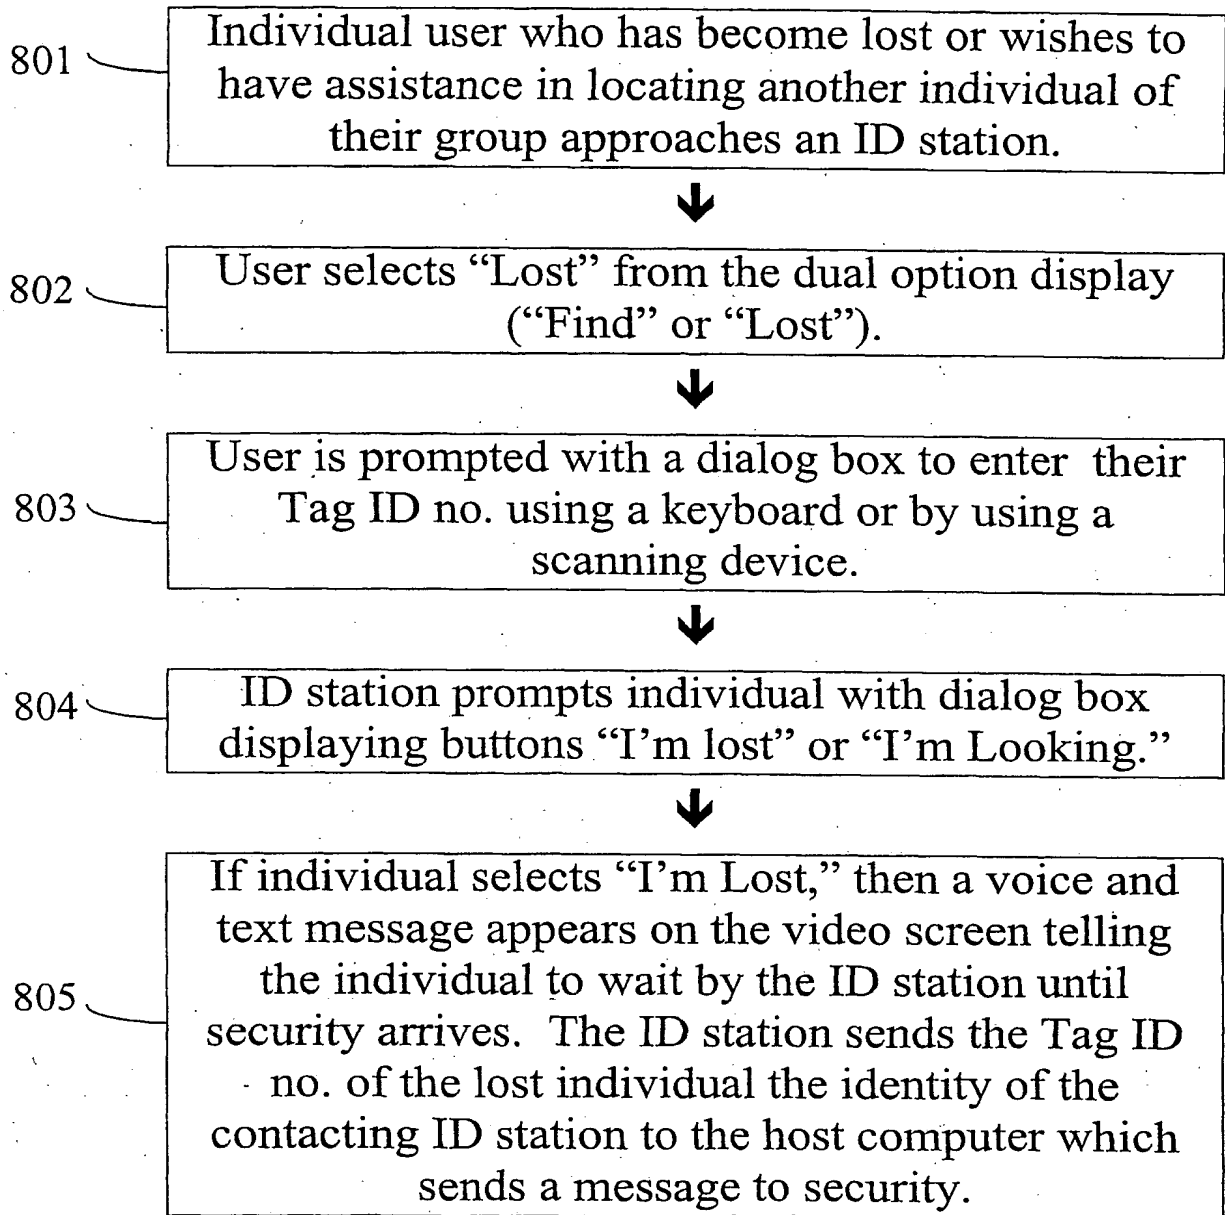 801
Individual user who has become lost or wishes to
have assistance in locating another individual of
their group approaches an ID station.
802
User selects “Lost” from the dual option display
(“Find” or “Lost”).
803
User is prompted with a dialog box to enter their
Tag ID no. using a keyboard or by using a
scanning device.
804
ID station prompts individual with dialog box
displaying buttons “I'm lost” or “I'm Looking.”
805
If individual selects “I'm Lost,” then a voice and
text message appears on the video screen telling
the individual to wait by the ID station until
security arrives. The ID station sends the Tag ID
no. of the lost individual the identity of the
contacting ID station to the host computer which
sends a message to security.